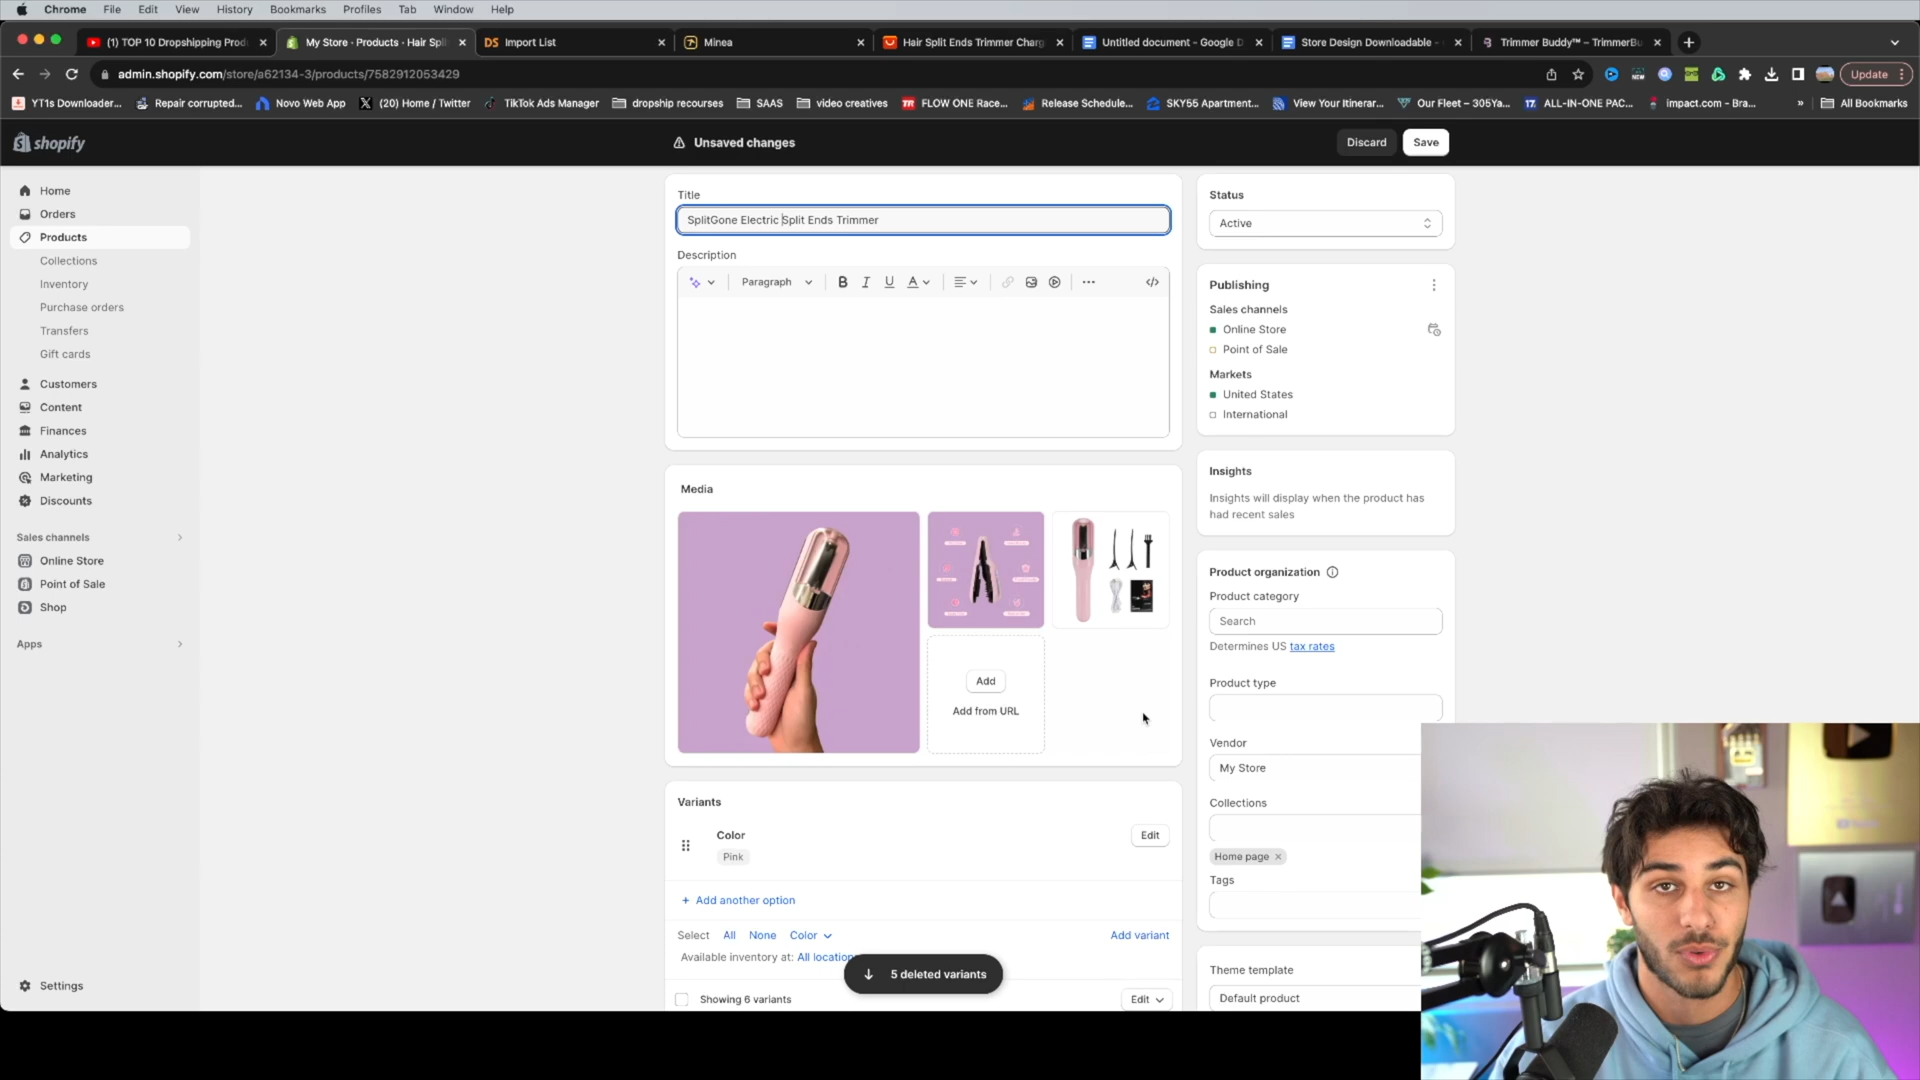 Chrome File Edit View History Bookmarks Profiles Tab Window Help
(1) TOP 10 Dropshipping Prod
My Store · Products · Hair Spli
DS Import List
Minea
Hair Split Ends Trimmer Charg
Untitled document - Google D
Store Design Downloadable -
Trimmer Buddy™ – TrimmerBu
admin.shopify.com/store/a62134-3/products/7582912053429
Update
YT1s Downloader...
Repair corrupted...
Novo Web App
(20) Home / Twitter
TikTok Ads Manager
dropship recourses
SAAS
video creatives
FLOW ONE Race...
Release Schedule...
SKY55 Apartment...
View Your Itinerar...
Our Fleet – 305Ya...
ALL-IN-ONE PAC...
impact.com - Bra...
»
All Bookmarks
shopify
Unsaved changes
Discard
Save
Home
Orders
Products
Collections
Inventory
Purchase orders
Transfers
Gift cards
Customers
Content
Finances
Analytics
Marketing
Discounts
Sales channels
Online Store
Point of Sale
Shop
Apps
Settings
Title
SplitGone Electric Split Ends Trimmer
Description
Paragraph
B I U A
Media
Add
Add from URL
Variants
Color
Pink
Edit
+ Add another option
Select All None Color
Add variant
Available inventory at: All location
5 deleted variants
Showing 6 variants
Edit
Status
Active
Publishing
Sales channels
Online Store
Point of Sale
Markets
United States
International
Insights
Insights will display when the product has
had recent sales
Product organization
Product category
Search
Determines US tax rates
Product type
Vendor
My Store
Collections
Home page
Tags
Theme template
Default product